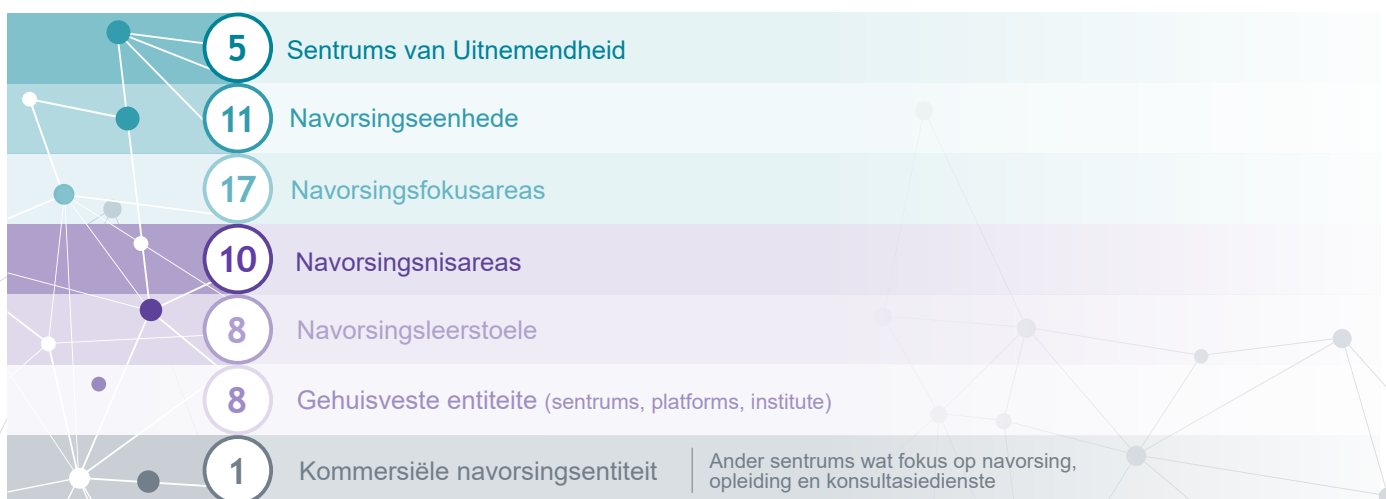 5 Sentrums van Uitnemendheid
11 Navorsingseenhede
17 Navorsingsfokusareas
10 Navorsingsnisareas
8 Navorsingsleerstoele
8 Gehuisveste entiteite (sentrums, platforms, institute)
1 Kommersiële navorsingsentiteit
Ander sentrums wat fokus op navorsing,
opleiding en konsultasiedienste